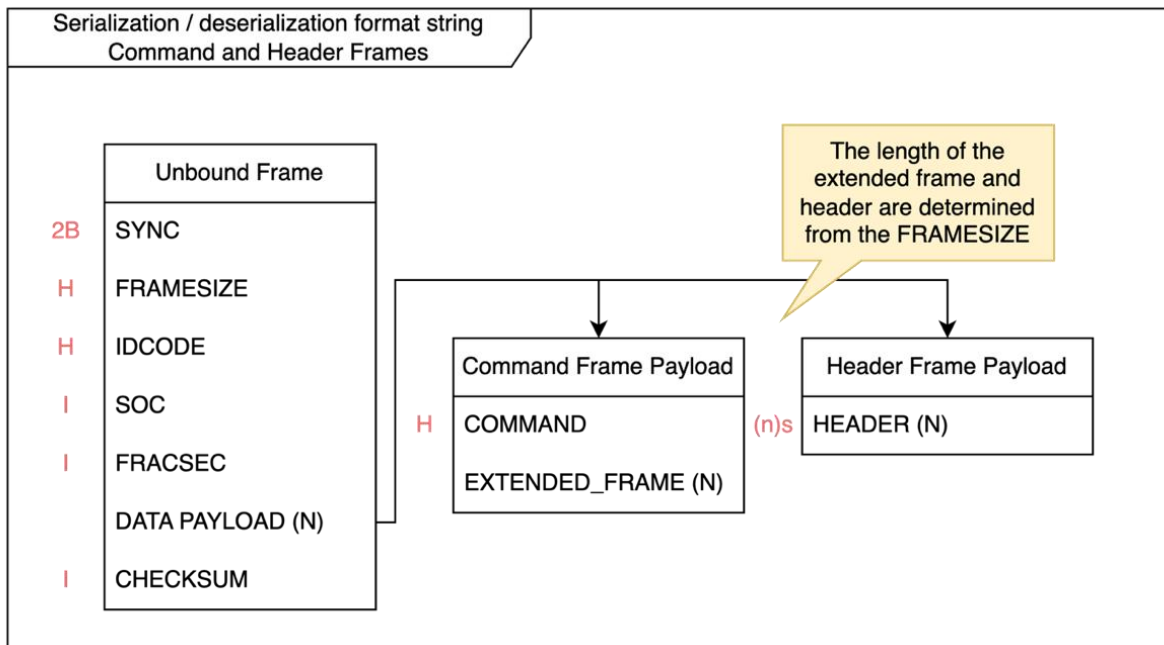 Serialization / deserialization format string
Command and Header Frames
The length of the
extended frame and
header are determined
from the FRAMESIZE
Unbound Frame
2B SYNC
H FRAMESIZE
H IDCODE
I SOC
I FRACSEC
DATA PAYLOAD (N)
I CHECKSUM
Command Frame Payload
H COMMAND
EXTENDED_FRAME (N)
Header Frame Payload
(n)s HEADER (N)